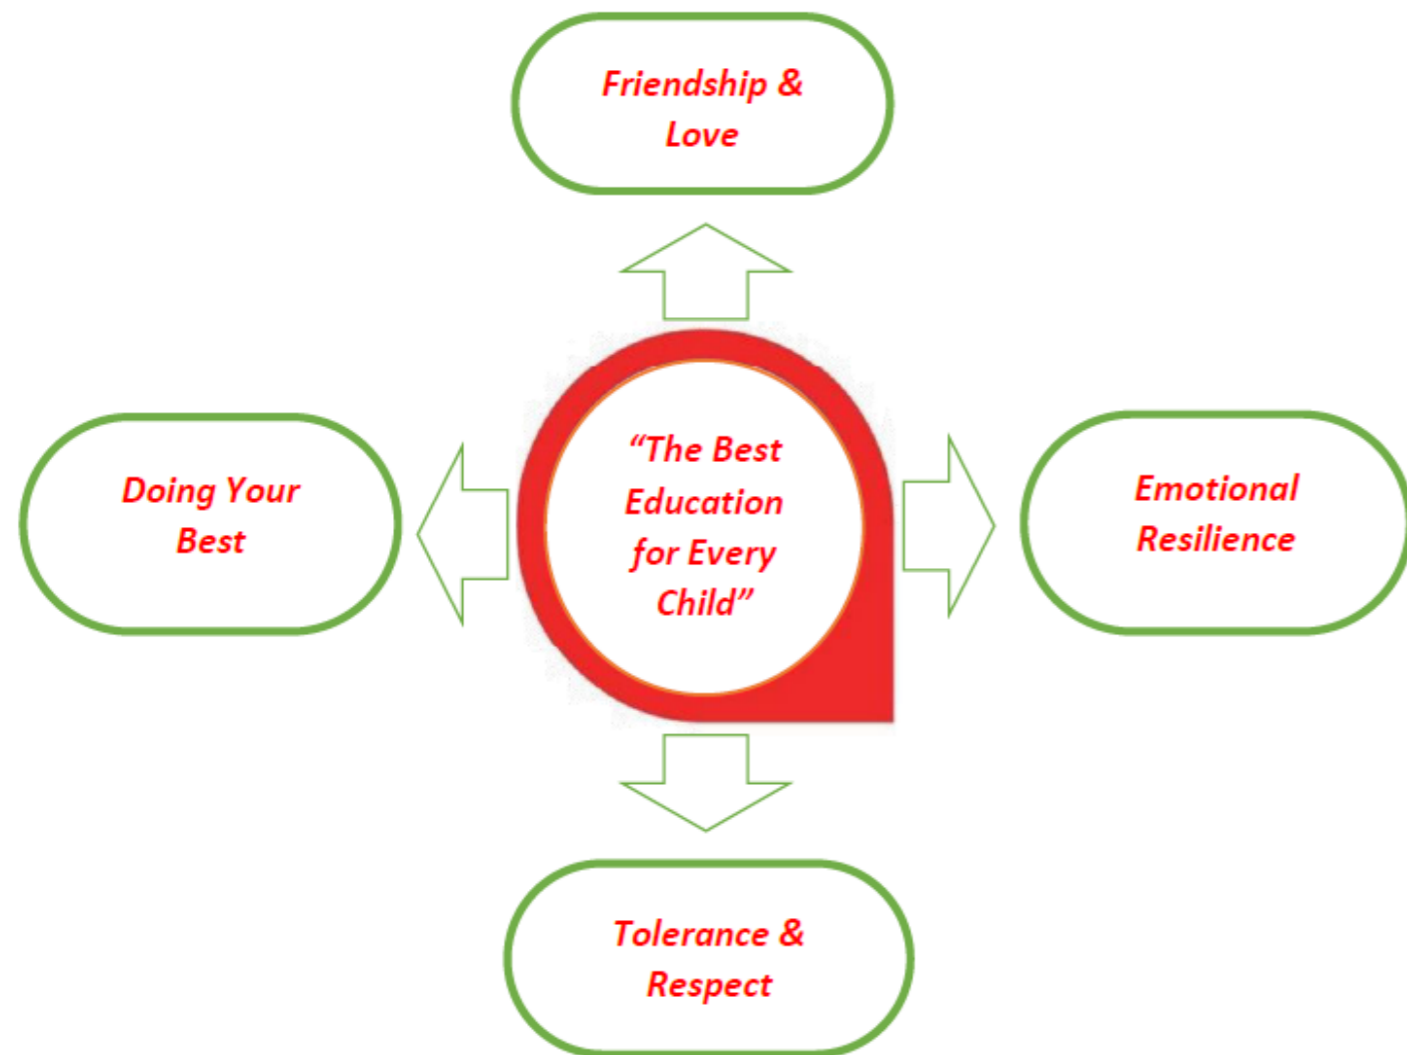 Friendship &
Love
Doing Your
Best
“The Best
Education
for Every
Child”
Emotional
Resilience
Tolerance &
Respect